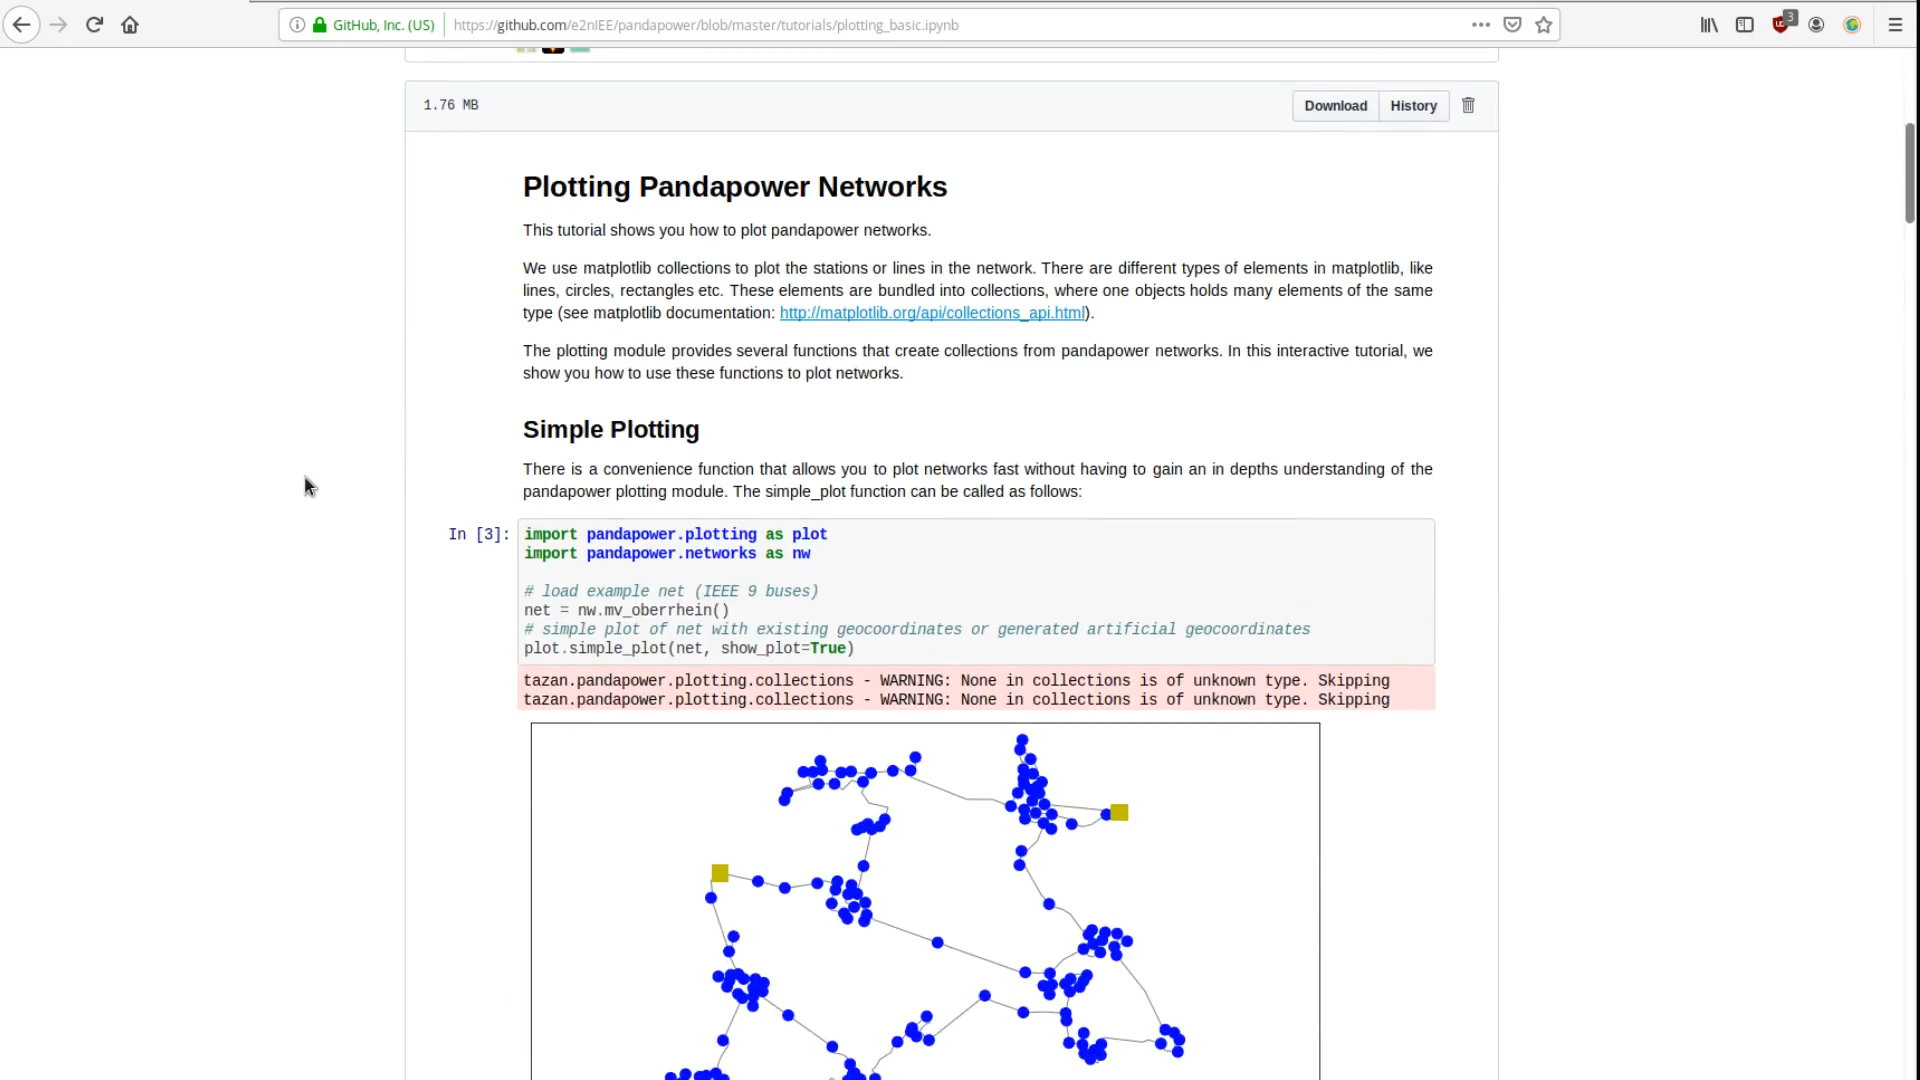 GitHub, Inc. (US) https://github.com/e2nIEE/pandapower/blob/master/tutorials/plotting_basic.ipynb
3
1.76 MB Download History
Plotting Pandapower Networks
This tutorial shows you how to plot pandapower networks.
We use matplotlib collections to plot the stations or lines in the network. There are different types of elements in matplotlib, like
lines, circles, rectangles etc. These elements are bundled into collections, where one objects holds many elements of the same
type (see matplotlib documentation: http://matplotlib.org/api/collections_api.html).
The plotting module provides several functions that create collections from pandapower networks. In this interactive tutorial, we
show you how to use these functions to plot networks.
Simple Plotting
There is a convenience function that allows you to plot networks fast without having to gain an in depths understanding of the
pandapower plotting module. The simple_plot function can be called as follows:
In [3]: import pandapower.plotting as plot
import pandapower.networks as nw
# load example net (IEEE 9 buses)
net = nw.mv_oberrhein()
# simple plot of net with existing geocoordinates or generated artificial geocoordinates
plot.simple_plot(net, show_plot=True)
tazan.pandapower.plotting.collections - WARNING: None in collections is of unknown type. Skipping
tazan.pandapower.plotting.collections - WARNING: None in collections is of unknown type. Skipping